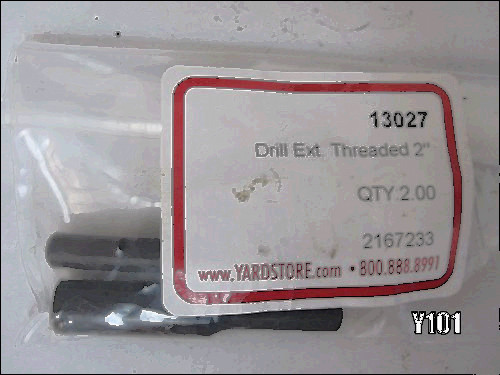 13027
Drill Ext. Threaded 2"
QTY 2.00
2167233
www.YARDSTORE.com • 800.888.8991
Y101